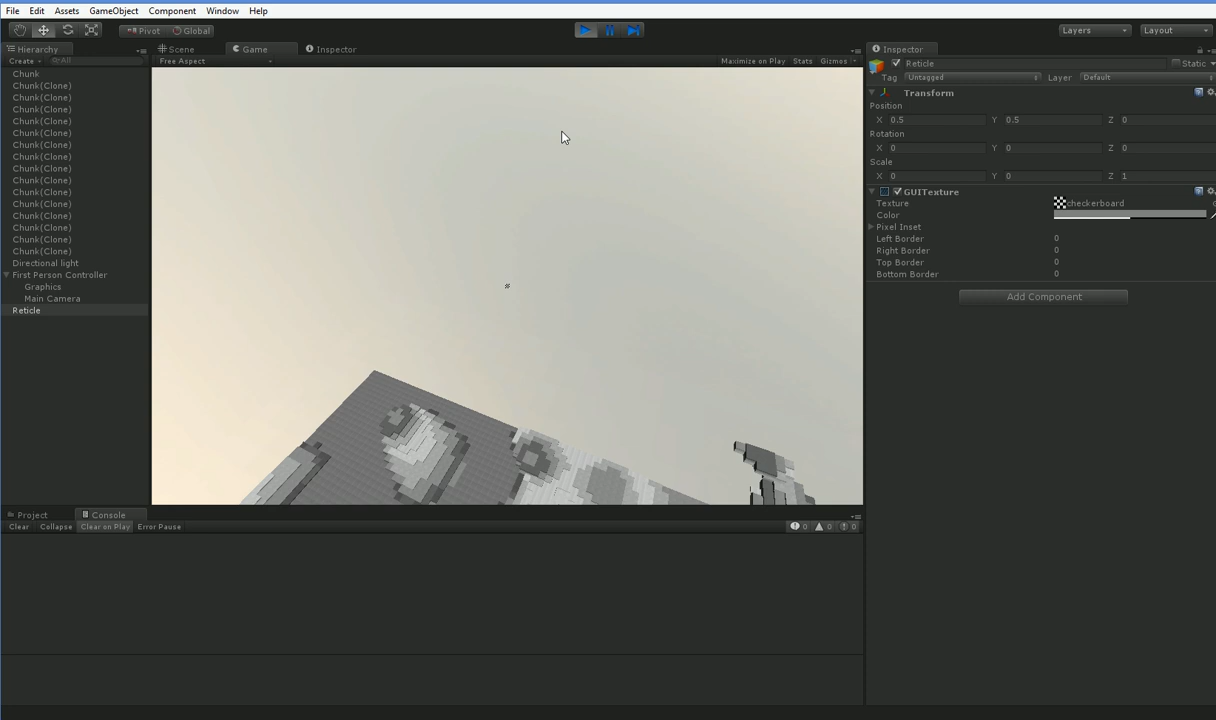 File Edit Assets GameObject Component Window Help
Pivot Global Layers Layout
Hierarchy Scene Game Inspector Inspector
Create All Free Aspect Maximize on Play Stats Gizmos Reticle Static
Chunk Tag Untagged Layer Default
Chunk(Clone) Transform
Chunk(Clone) Position
Chunk(Clone) X 0.5 Y 0.5 Z 0
Chunk(Clone) Rotation
Chunk(Clone) X 0 Y 0 Z 0
Chunk(Clone) Scale
Chunk(Clone) X 0 Y 0 Z 1
Chunk(Clone) GUITexture
Chunk(Clone) Texture checkerboard
Chunk(Clone) Color
Chunk(Clone) Pixel Inset
Chunk(Clone) Left Border 0
Chunk(Clone) Right Border 0
Chunk(Clone)
Chunk(Clone)
Directional light Top Border 0
First Person Controller Bottom Border 0
Graphics
Main Camera Add Component
Reticle
Project Console
Clear Collapse Clear on Play Error Pause 0 0 0